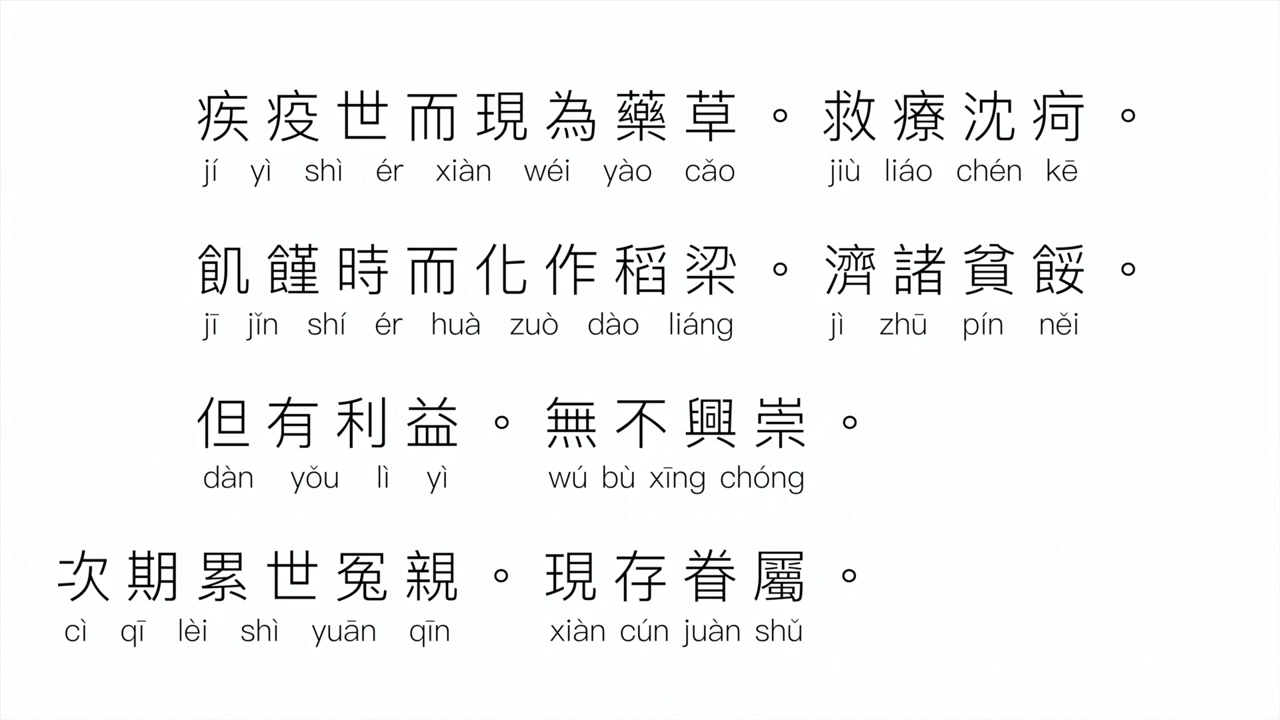 疾疫世而現為藥草。救療沈疴。
jí yì shì ér xiàn wéi yào cǎo jiù liáo chén kē
飢饉時而化作稻梁。濟諸貧餒。
jī jǐn shí ér huà zuò dào liáng jì zhū pín něi
但有利益。無不興崇。
dàn yǒu lì yì wú bù xīng chóng
次期累世冤親。現存眷屬。
cì qī lèi shì yuān qīn xiàn cún juàn shǔ